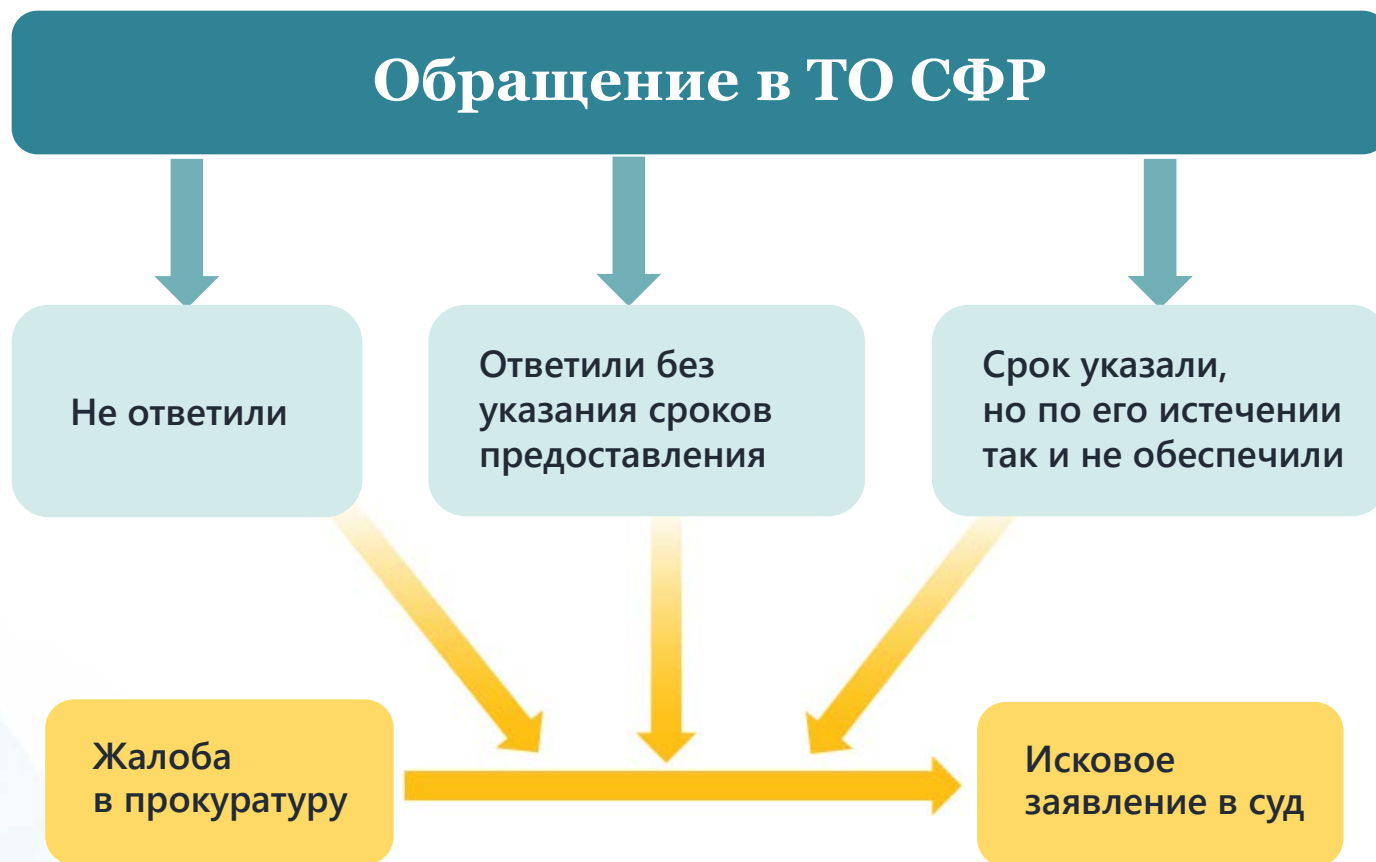 Обращение в ТО СФР
Не ответили
Ответили без
указания сроков
предоставления
Срок указали,
но по его истечении
так и не обеспечили
Жалоба
в прокуратуру
Исковое
заявление в суд